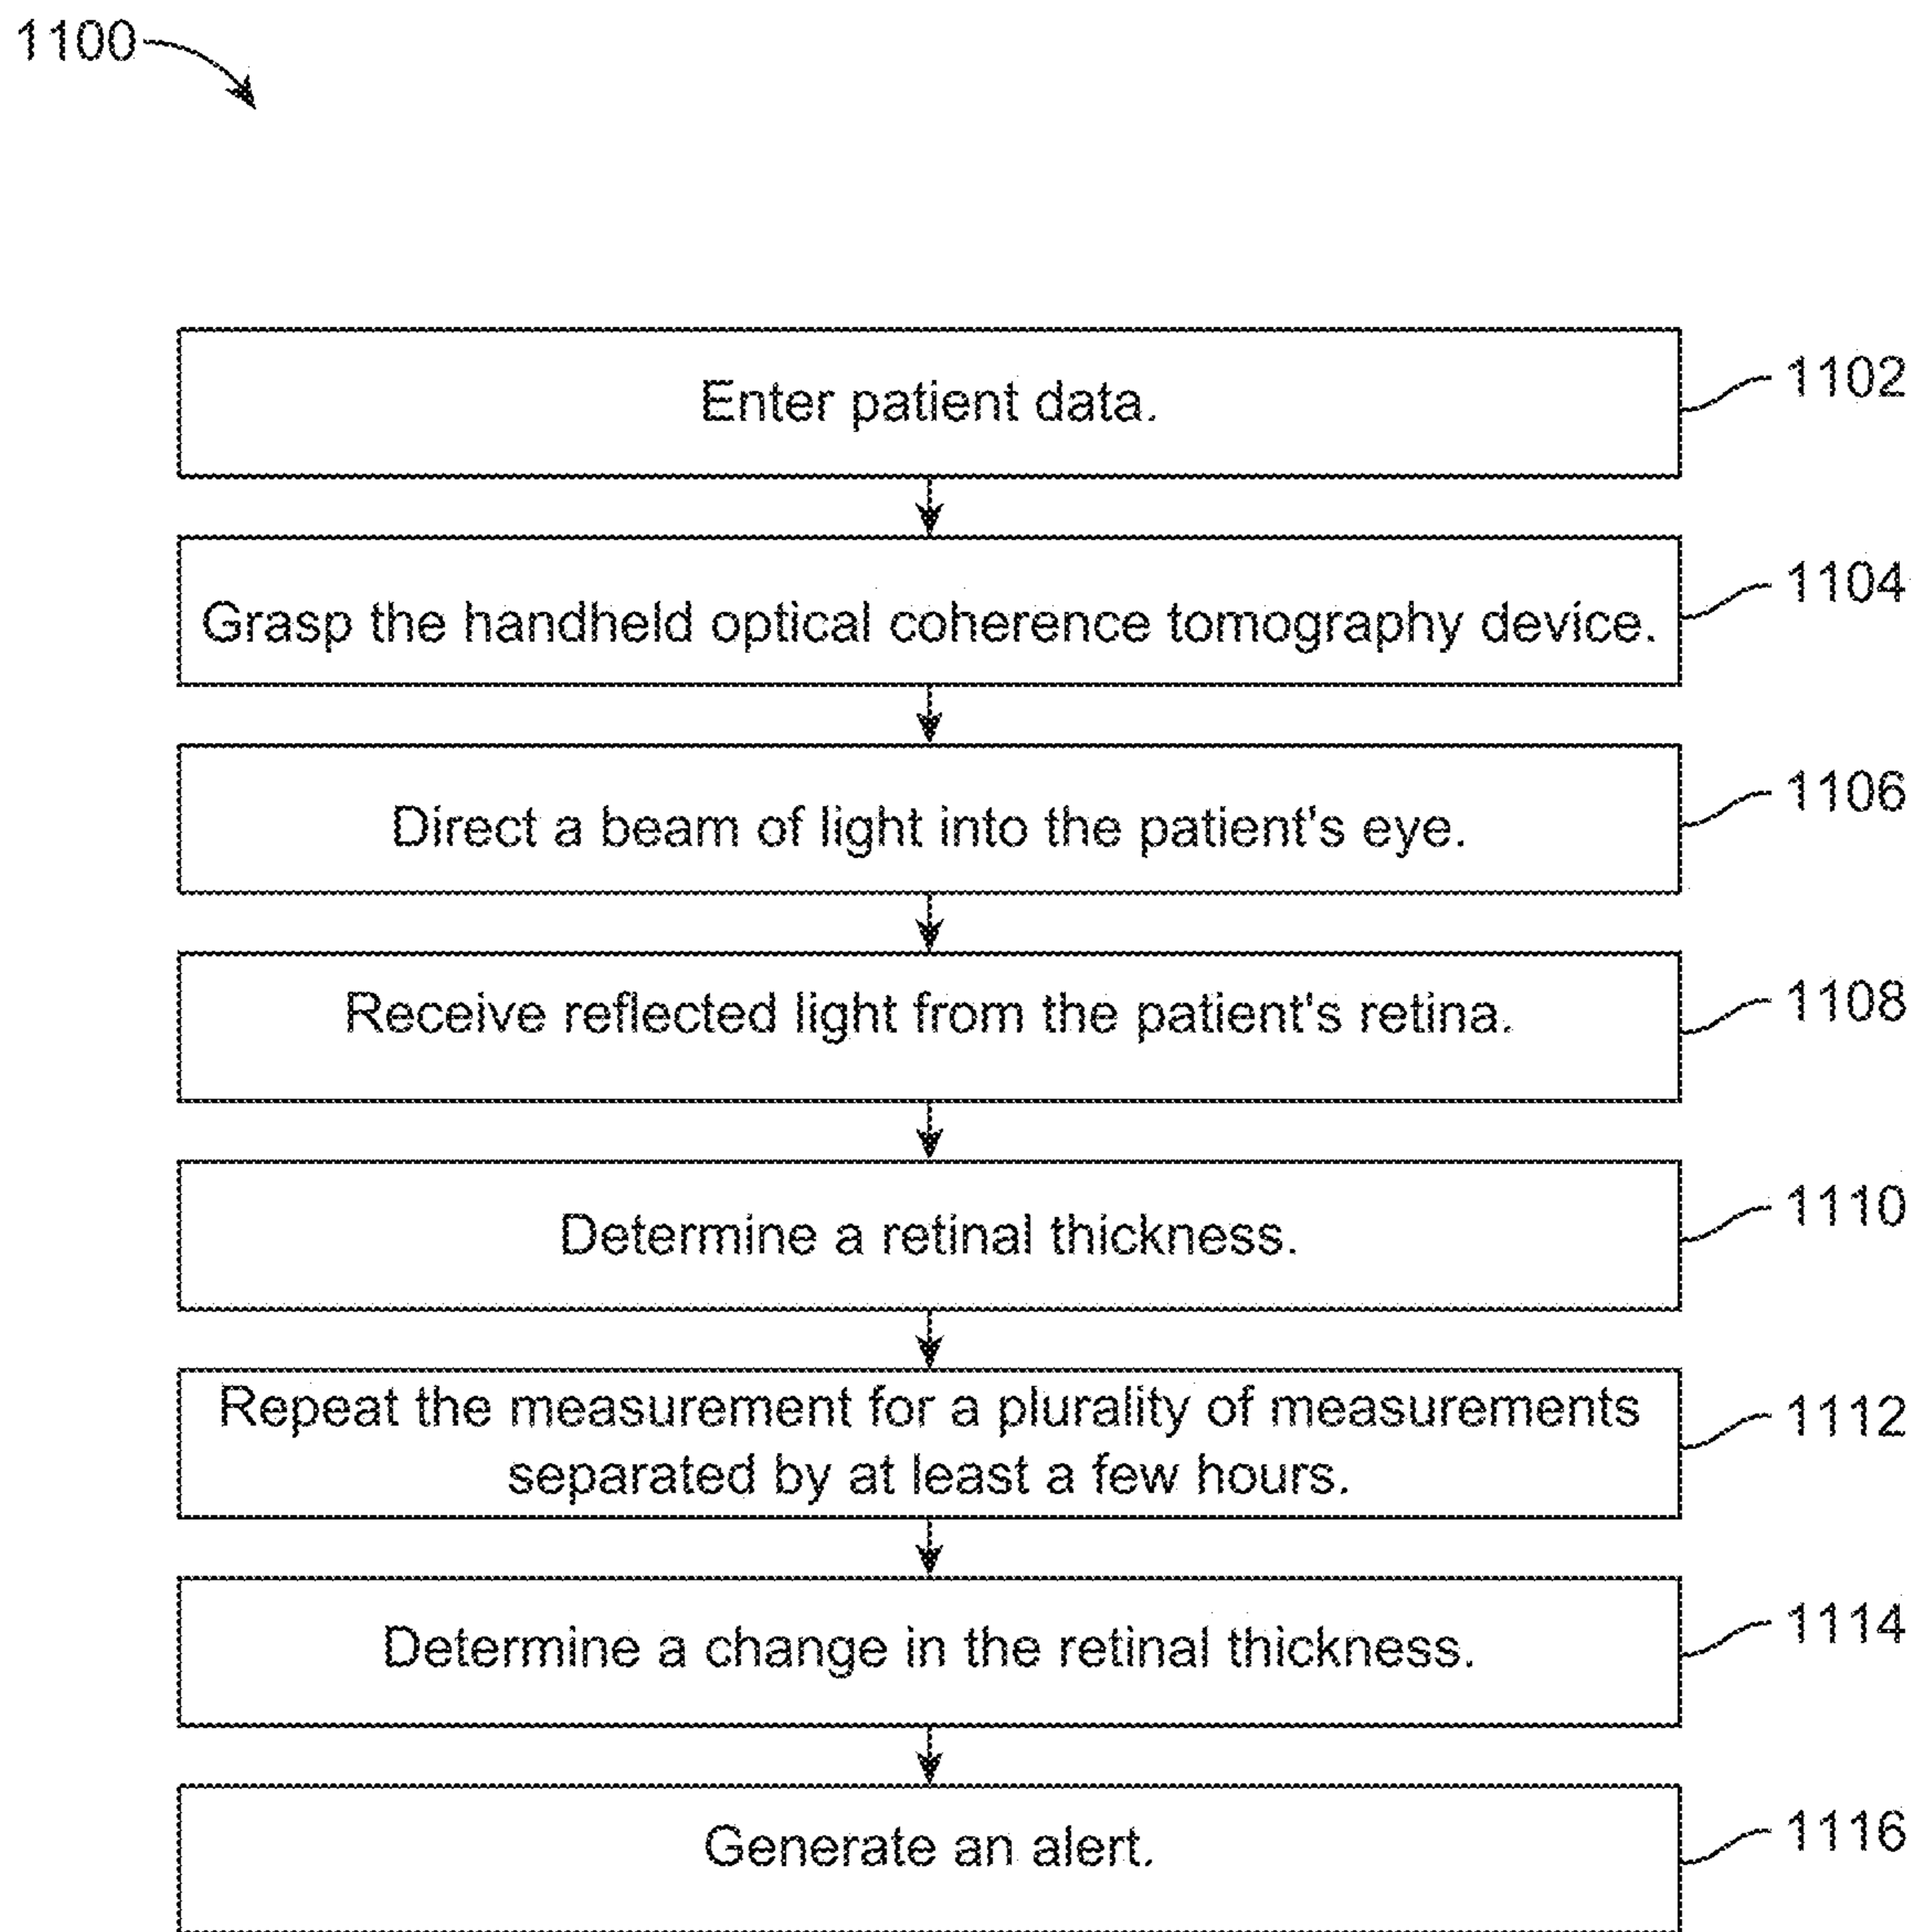 1100
Enter patient data.
1102
Grasp the handheld optical coherence tomography device.
1104
Direct a beam of light into the patient's eye.
1106
Receive reflected light from the patient's retina.
1108
Determine a retinal thickness.
1110
Repeat the measurement for a plurality of measurements
separated by at least a few hours.
1112
Determine a change in the retinal thickness.
1114
Generate an alert.
1116